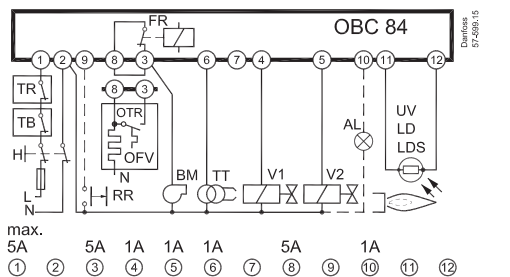 FR
OBC 84
Danfoss
57-599.15
1 2 9 8 3 6 7 4 5 10 11 12
TR
8 3
OTR
UV
TB
AL
LD
H
OFV
LDS
N
BM
TT
V1
V2
L
RR
N
max.
5A 5A 1A 1A 1A 5A 1A
1 2 3 4 5 6 7 8 9 10 11 12